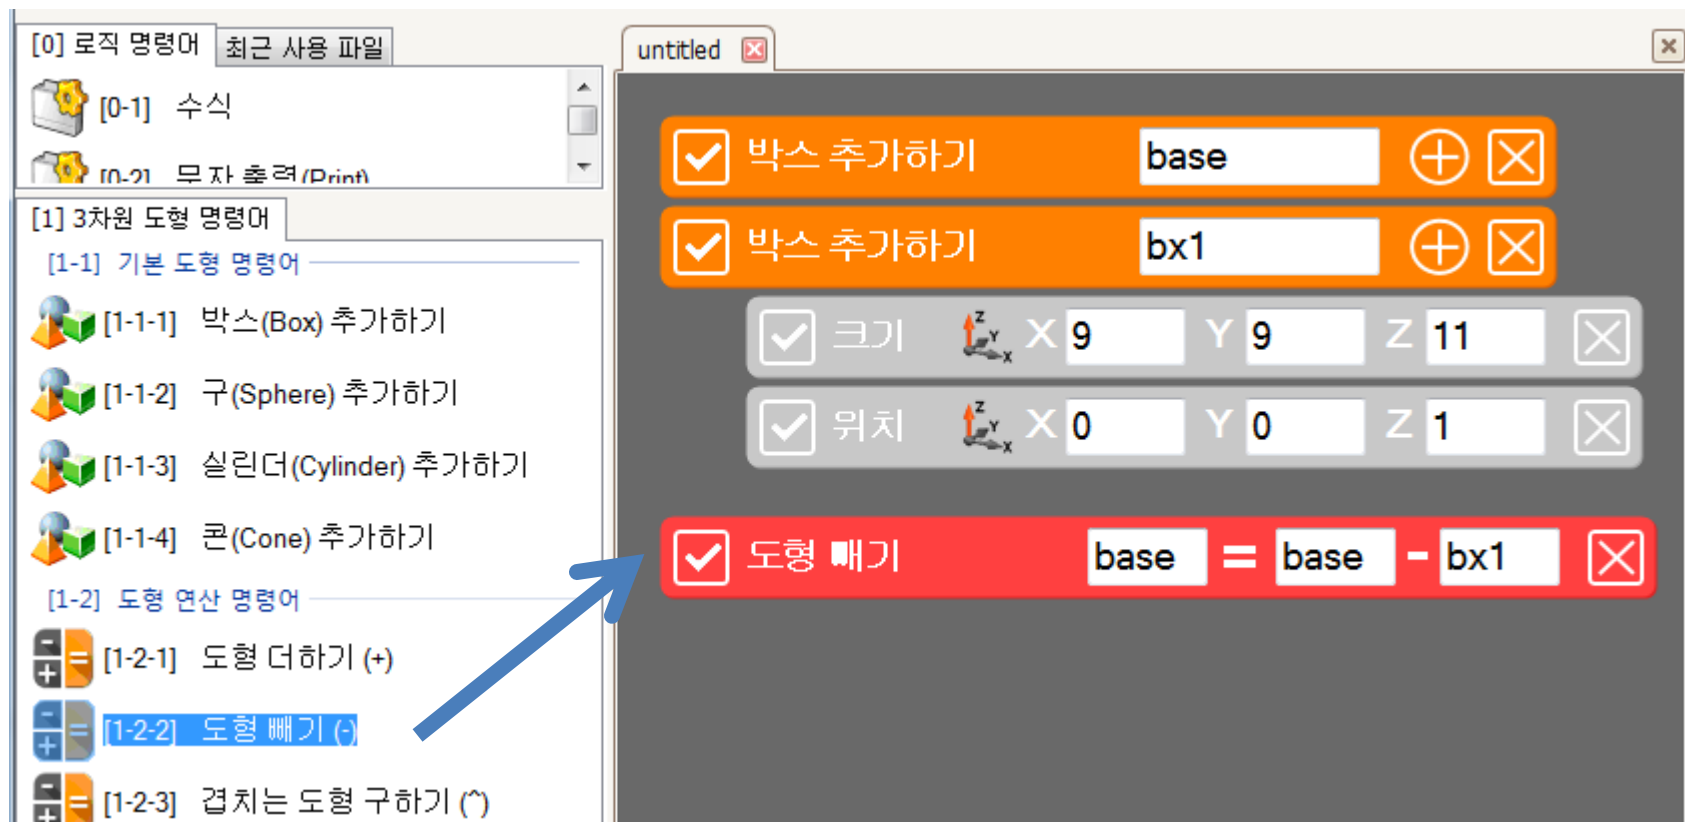 [0] 로직 명령어
최근 사용 파일
[0-1] 수식
[0-2] 문자 출력(Print)
[1] 3차원 도형 명령어
[1-1] 기본 도형 명령어
[1-1-1] 박스(Box) 추가하기
[1-1-2] 구(Sphere) 추가하기
[1-1-3] 실린더(Cylinder) 추가하기
[1-1-4] 콘(Cone) 추가하기
[1-2] 도형 연산 명령어
[1-2-1] 도형 더하기 (+)
[1-2-2] 도형 빼기 (-)
[1-2-3] 겹치는 도형 구하기 (^)
untitled
박스 추가하기 base
박스 추가하기 bx1
크기 Z Y X X 9 Y 9 Z 11
위치 Z Y X X 0 Y 0 Z 1
도형 빼기 base = base - bx1